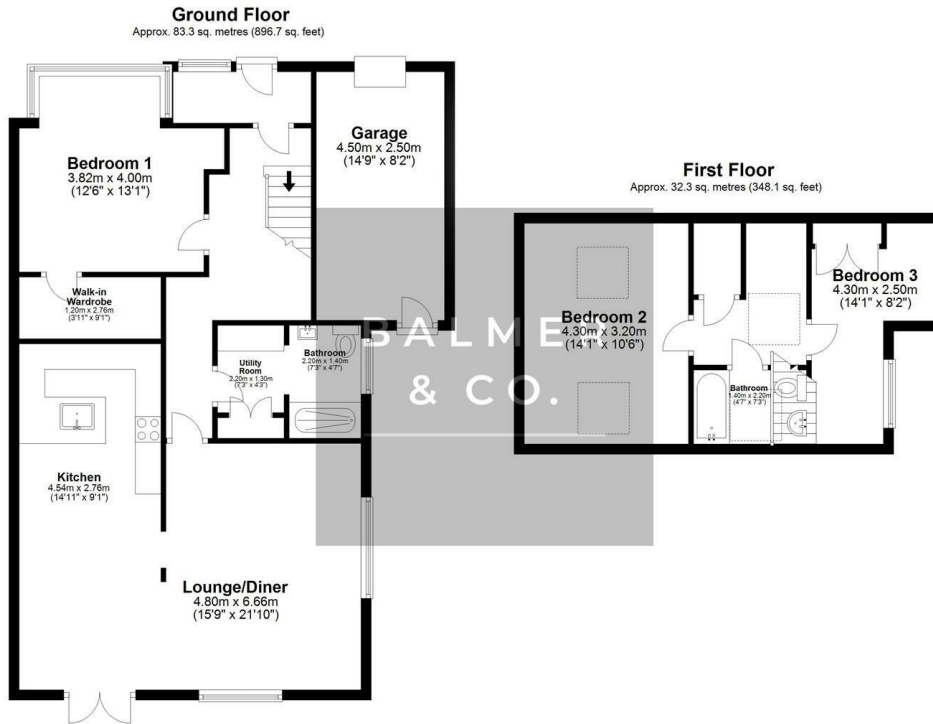 Ground Floor
Approx. 83.3 sq. metres (896.7 sq. feet)
Bedroom 1
3.82m x 4.00m
(12'6" x 13'1")
Garage
4.50m x 2.50m
(14'9" x 8'2")
Walk-in
Wardrobe
1.20m x 2.76m
(3'11" x 9'1")
Utility
Room
2.20m x 1.30m
(7'3" x 4'3")
Bathroom
2.20m x 1.40m
(7'3" x 4'7")
Kitchen
4.54m x 2.76m
(14'11" x 9'1")
Lounge/Diner
4.80m x 6.66m
(15'9" x 21'10")
BALMER
& CO.
First Floor
Approx. 32.3 sq. metres (348.1 sq. feet)
Bedroom 2
4.30m x 3.20m
(14'1" x 10'6")
Bedroom 3
4.30m x 2.50m
(14'1" x 8'2")
Bathroom
1.40m x 2.20m
(4'7" x 7'3")